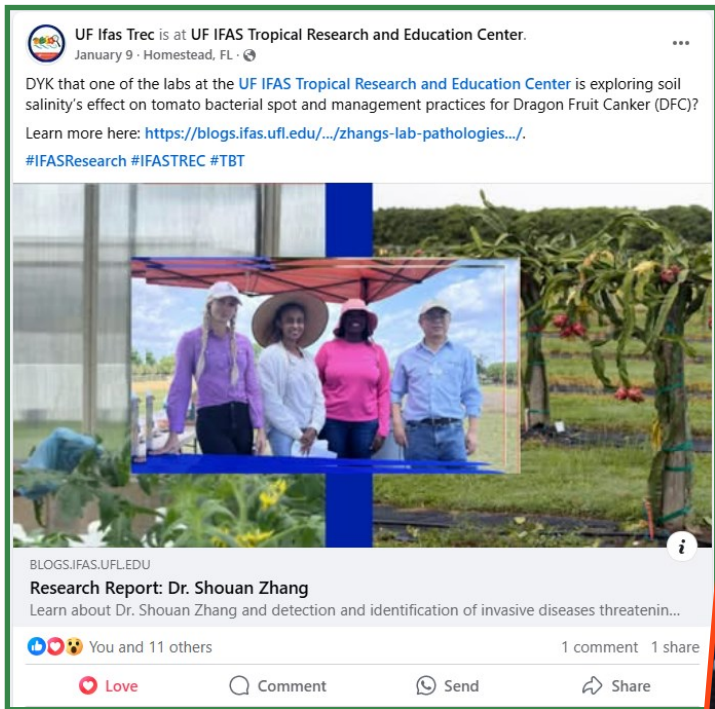 UF Ifas Trec is at UF IFAS Tropical Research and Education Center.
January 9 · Homestead, FL ·
DYK that one of the labs at the UF IFAS Tropical Research and Education Center is exploring soil
salinity's effect on tomato bacterial spot and management practices for Dragon Fruit Canker (DFC)?
Learn more here: https://blogs.ifas.ufl.edu/.../zhangs-lab-pathologies.../.
#IFASResearch #IFASTREC #TBT
BLOGS.IFAS.UFL.EDU
Research Report: Dr. Shouan Zhang
Learn about Dr. Shouan Zhang and detection and identification of invasive diseases threatenin...
You and 11 others
1 comment 1 share
Love
Comment
Send
Share